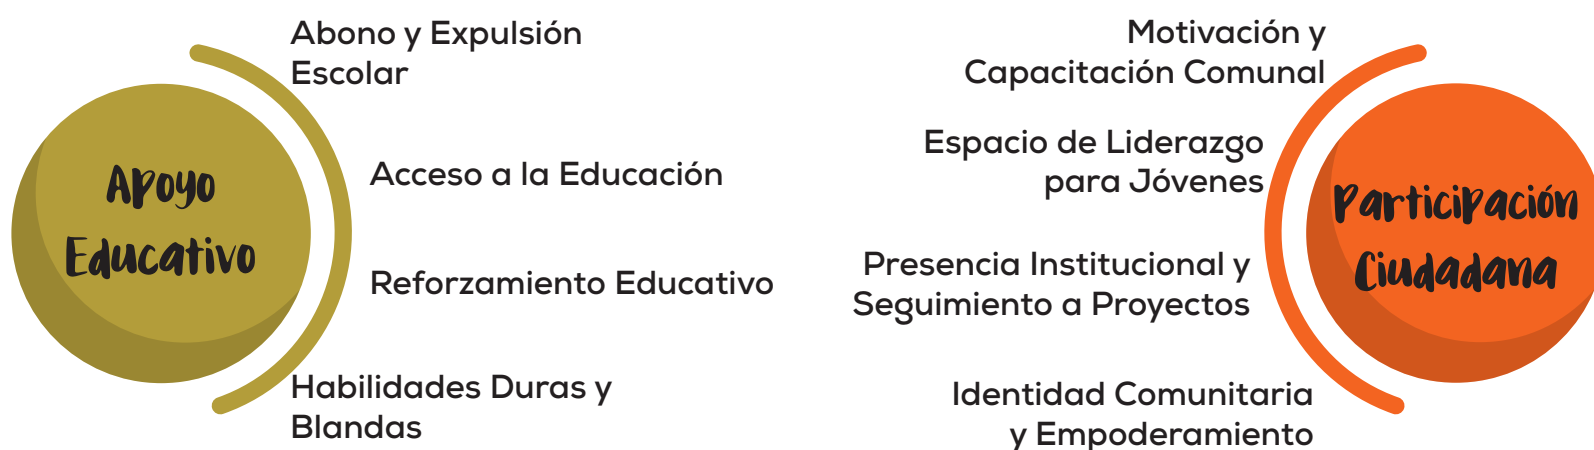 Apoyo
Educativo
Abono y Expulsión
Escolar
Acceso a la Educación
Reforzamiento Educativo
Habilidades Duras y
Blandas
Motivación y
Capacitación Comunal
Espacio de Liderazgo
para Jóvenes
Presencia Institucional y
Seguimiento a Proyectos
Identidad Comunitaria
y Empoderamiento
Participación
Ciudadana